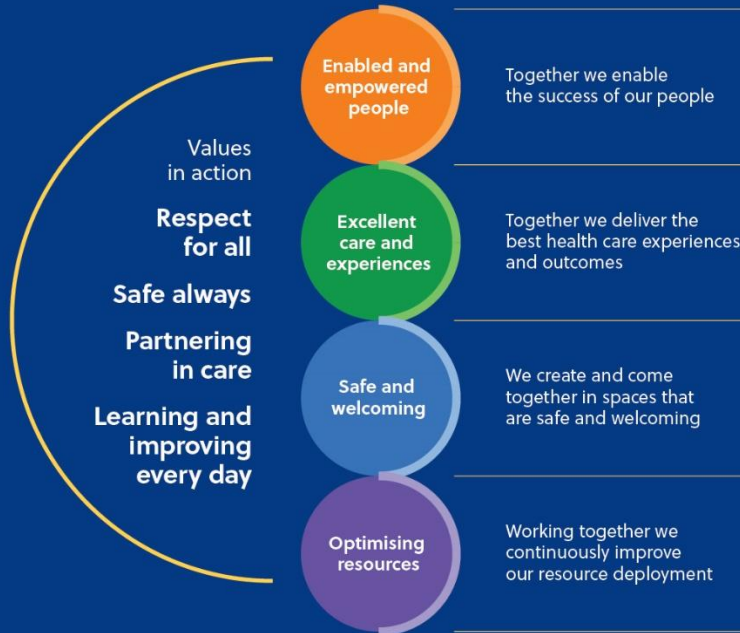 Values
in action
Respect
for all
Safe always
Partnering
in care
Learning and
improving
every day
Enabled and
empowered
people
Together we enable
the success of our people
Excellent
care and
experiences
Together we deliver the
best health care experiences
and outcomes
Safe and
welcoming
We create and come
together in spaces that
are safe and welcoming
Optimising
resources
Working together we
continuously improve
our resource deployment